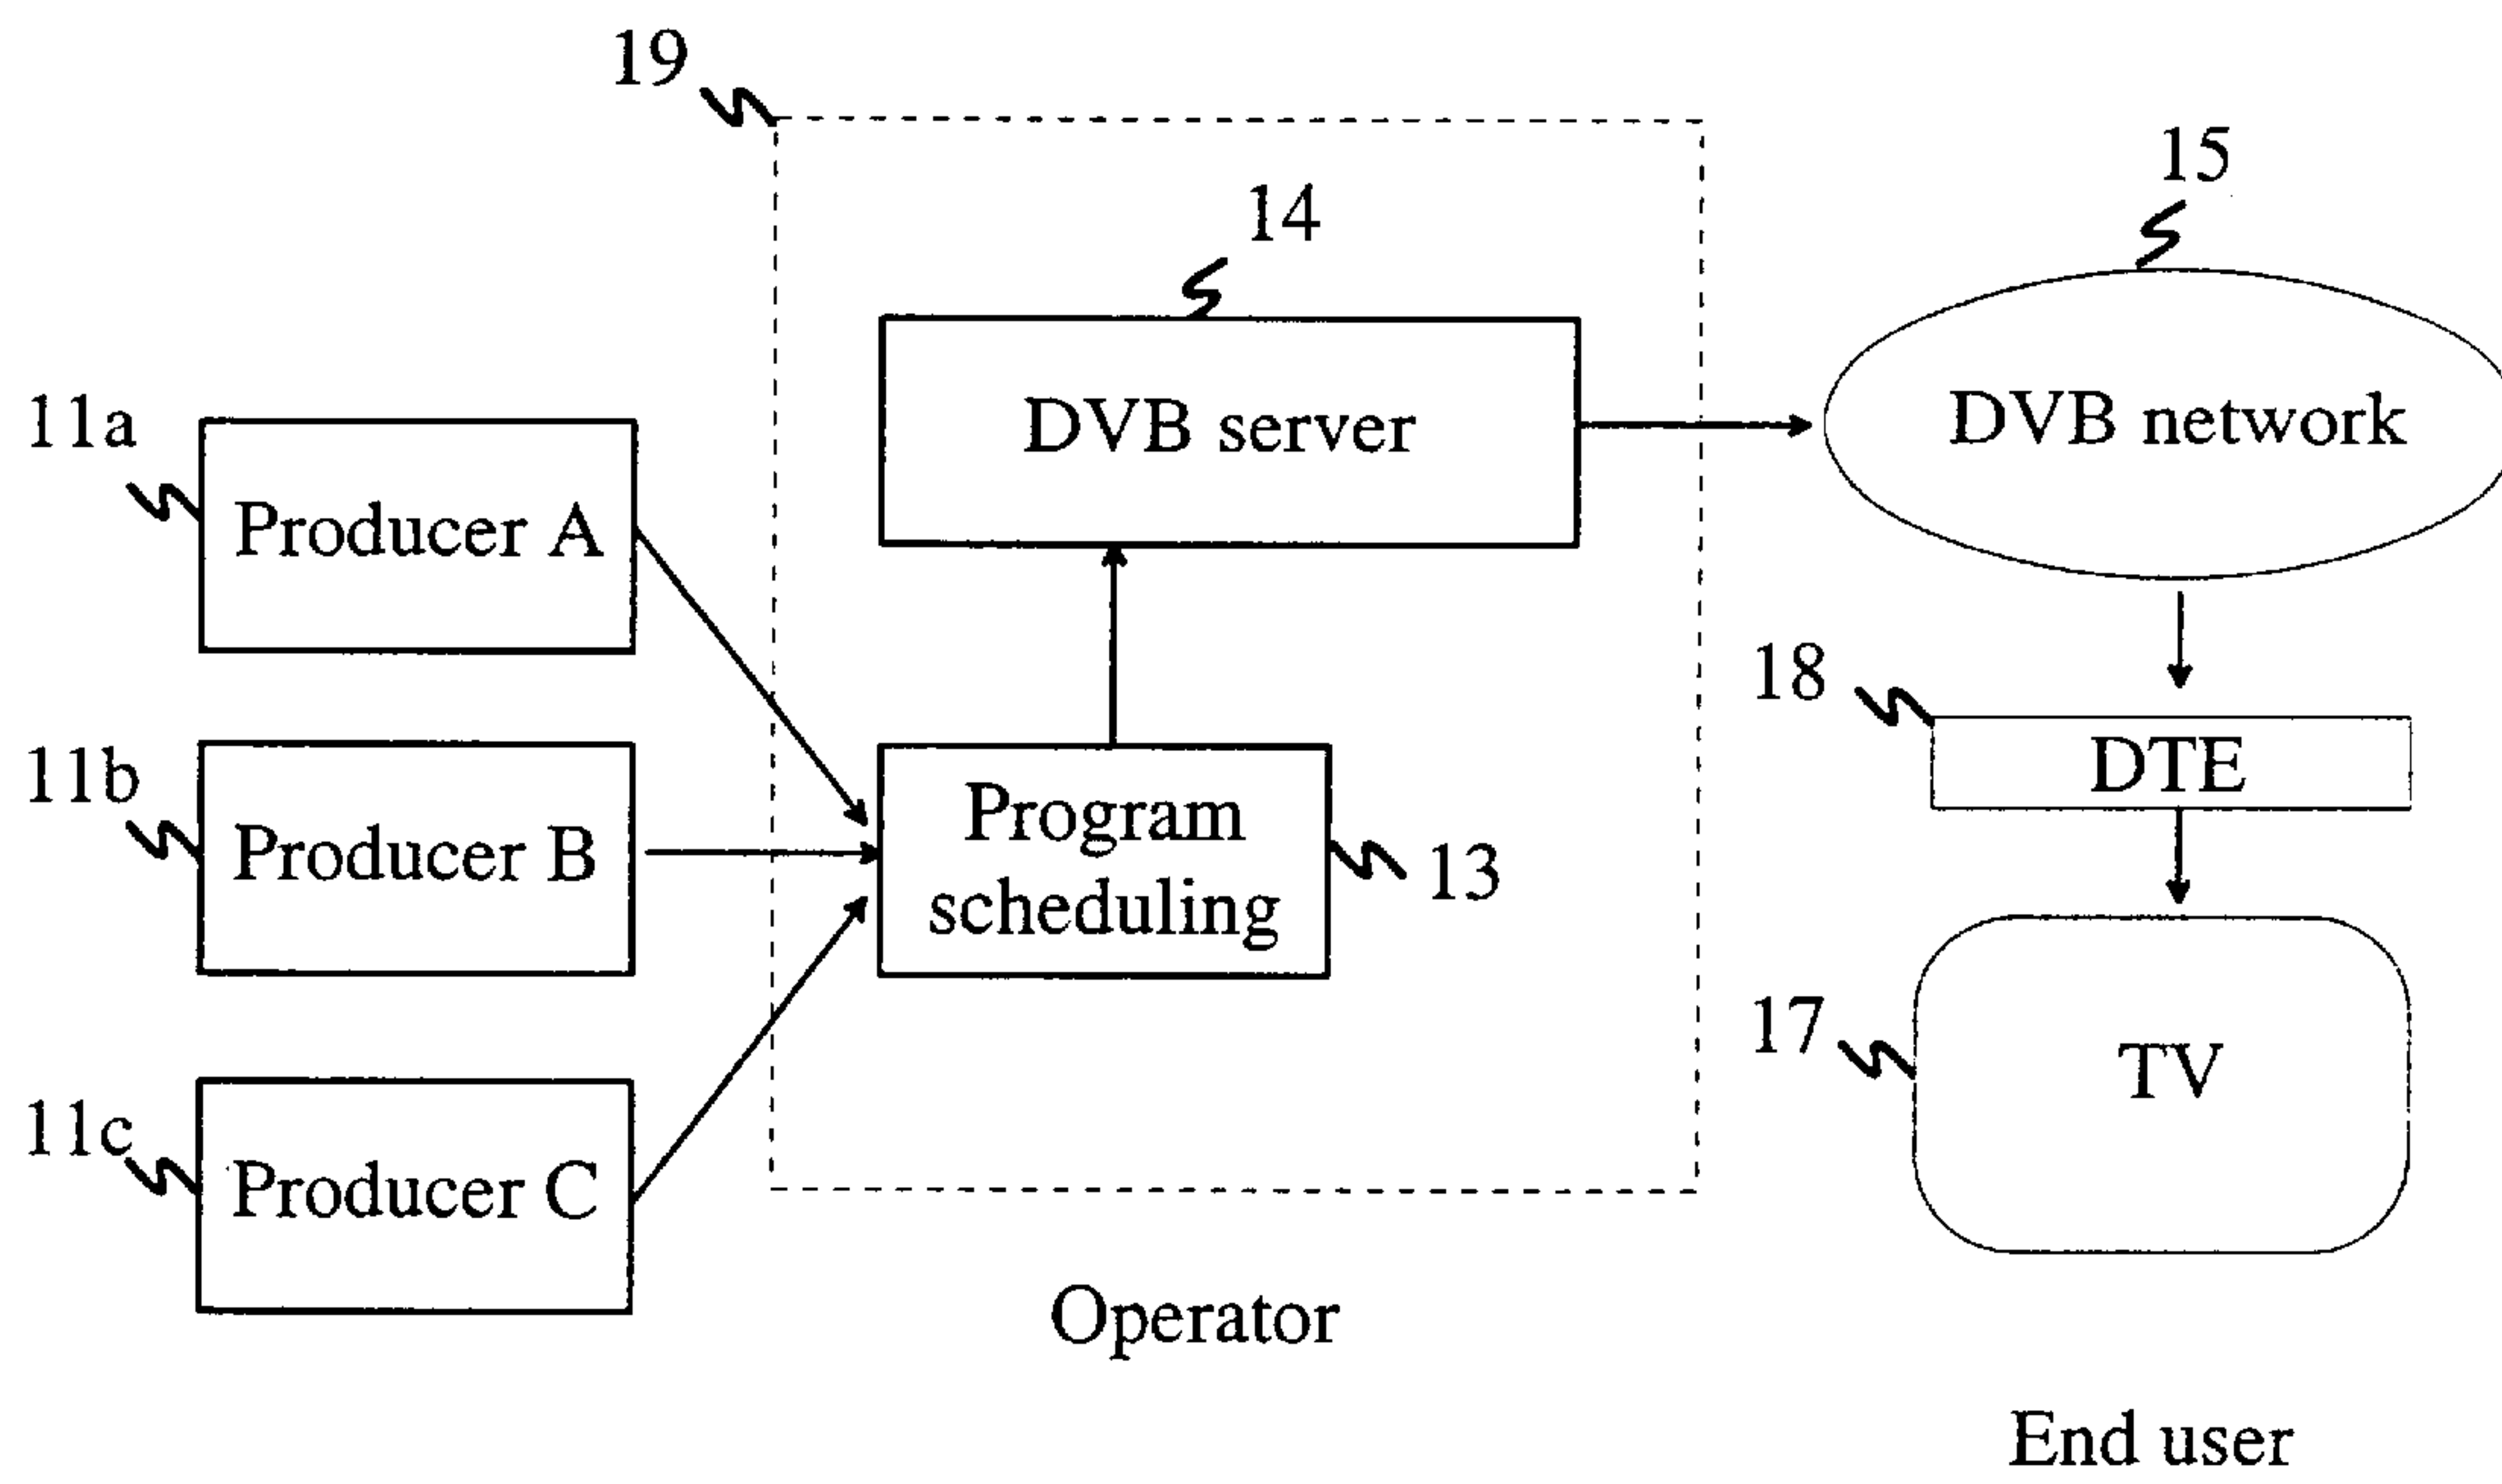 19
14
15
DVB server
DVB network
11a
Producer A
18
DTE
11b
Producer B
Program
scheduling
13
17
TV
11c
Producer C
Operator
End user